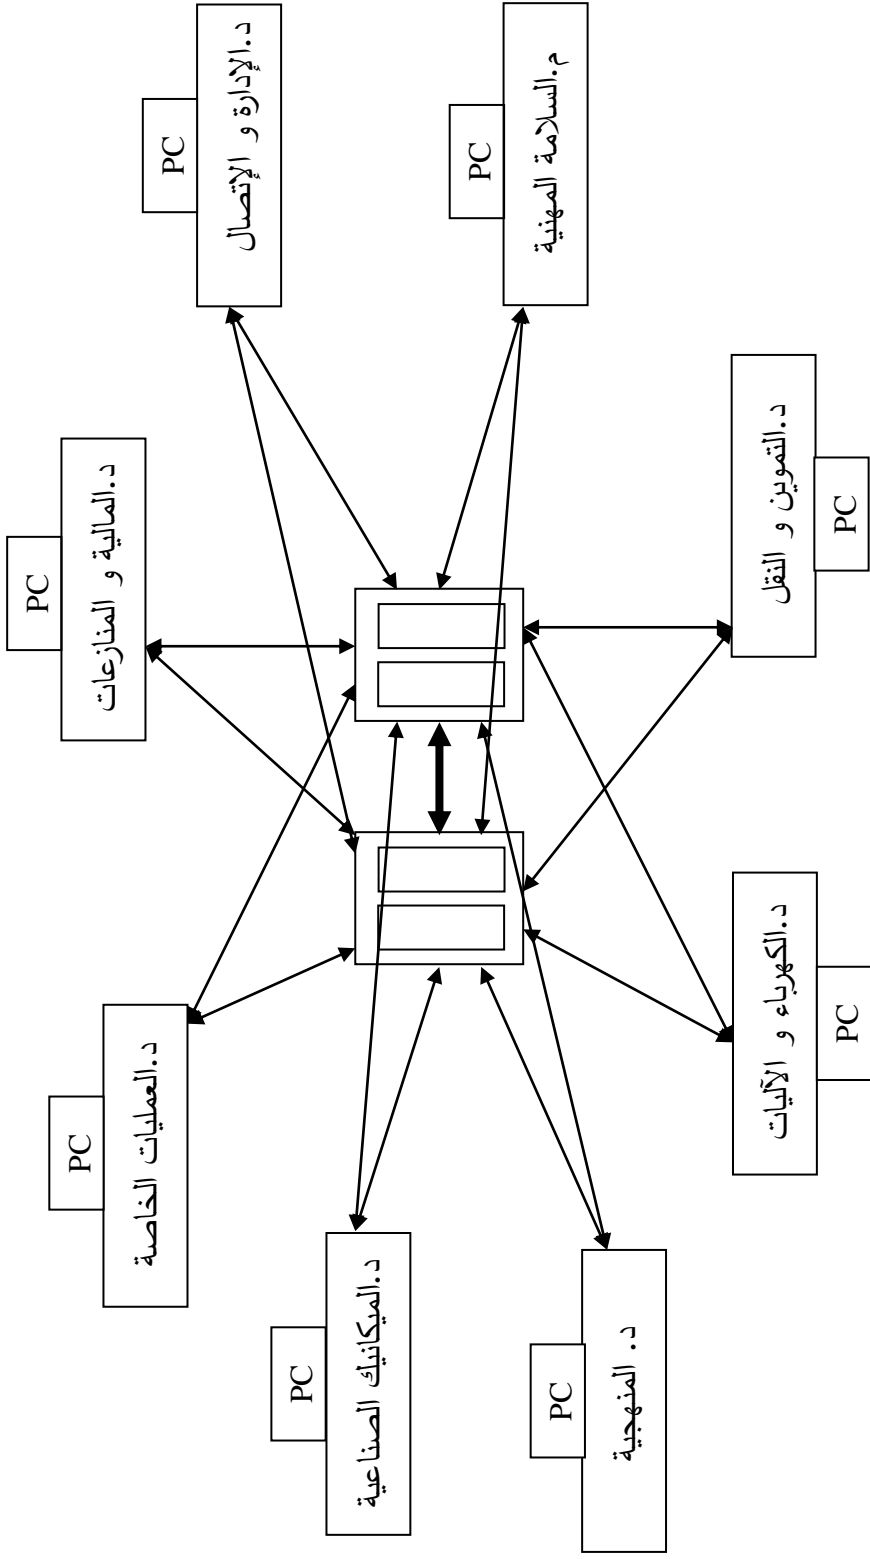 PC
د.المالية و المنازعات
PC
د.العمليات الخاصة
PC
د.الإدارة و الإتصال
PC
د.الميكانيك الصناعية
PC
م.السلامة المهنية
PC
د. المنهجية
د.التموين و النقل
PC
د.الكهرباء و الآليات
PC